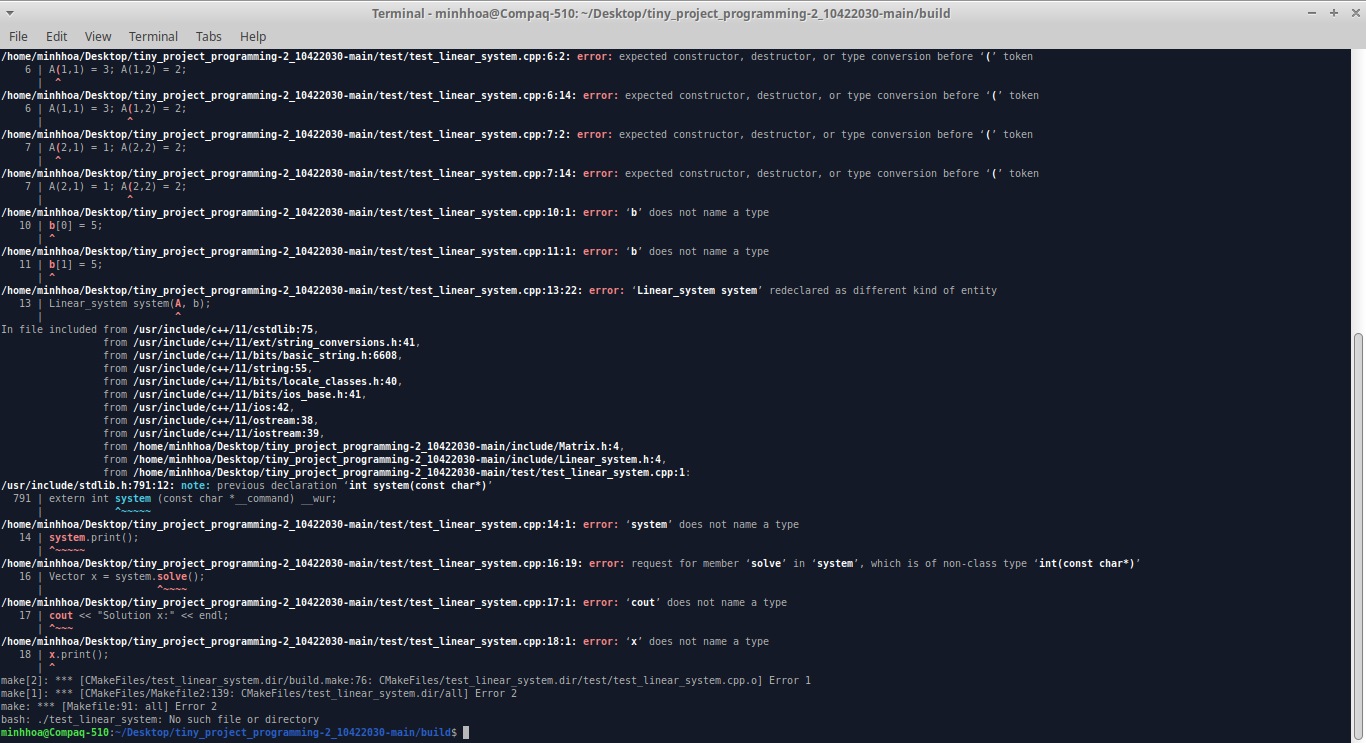 Terminal - minhhoa@Compaq-510: ~/Desktop/tiny_project_programming-2_10422030-main/build
File Edit View Terminal Tabs Help
/home/minhhoa/Desktop/tiny_project_programming-2_10422030-main/test/test_linear_system.cpp:6:2: error: expected constructor, destructor, or type conversion before ‘(’ token
    6 | A(1,1) = 3; A(1,2) = 2;
      |  ^
/home/minhhoa/Desktop/tiny_project_programming-2_10422030-main/test/test_linear_system.cpp:6:14: error: expected constructor, destructor, or type conversion before ‘(’ token
    6 | A(1,1) = 3; A(1,2) = 2;
      |              ^
/home/minhhoa/Desktop/tiny_project_programming-2_10422030-main/test/test_linear_system.cpp:7:2: error: expected constructor, destructor, or type conversion before ‘(’ token
    7 | A(2,1) = 1; A(2,2) = 2;
      |  ^
/home/minhhoa/Desktop/tiny_project_programming-2_10422030-main/test/test_linear_system.cpp:7:14: error: expected constructor, destructor, or type conversion before ‘(’ token
    7 | A(2,1) = 1; A(2,2) = 2;
      |              ^
/home/minhhoa/Desktop/tiny_project_programming-2_10422030-main/test/test_linear_system.cpp:10:1: error: ‘b’ does not name a type
   10 | b[0] = 5;
      | ^
/home/minhhoa/Desktop/tiny_project_programming-2_10422030-main/test/test_linear_system.cpp:11:1: error: ‘b’ does not name a type
   11 | b[1] = 5;
      | ^
/home/minhhoa/Desktop/tiny_project_programming-2_10422030-main/test/test_linear_system.cpp:13:22: error: ‘Linear_system system’ redeclared as different kind of entity
   13 | Linear_system system(A, b);
      |                      ^
In file included from /usr/include/c++/11/cstdlib:75,
                 from /usr/include/c++/11/ext/string_conversions.h:41,
                 from /usr/include/c++/11/bits/basic_string.h:6608,
                 from /usr/include/c++/11/string:55,
                 from /usr/include/c++/11/bits/locale_classes.h:40,
                 from /usr/include/c++/11/bits/ios_base.h:41,
                 from /usr/include/c++/11/ios:42,
                 from /usr/include/c++/11/ostream:38,
                 from /usr/include/c++/11/iostream:39,
                 from /home/minhhoa/Desktop/tiny_project_programming-2_10422030-main/include/Matrix.h:4,
                 from /home/minhhoa/Desktop/tiny_project_programming-2_10422030-main/include/Linear_system.h:4,
                 from /home/minhhoa/Desktop/tiny_project_programming-2_10422030-main/test/test_linear_system.cpp:1:
/usr/include/stdlib.h:791:12: note: previous declaration ‘int system(const char*)’
  791 | extern int system (const char *__command) __wur;
      |            ^~~~~~
/home/minhhoa/Desktop/tiny_project_programming-2_10422030-main/test/test_linear_system.cpp:14:1: error: ‘system’ does not name a type
   14 | system.print();
      | ^~~~~~
/home/minhhoa/Desktop/tiny_project_programming-2_10422030-main/test/test_linear_system.cpp:16:19: error: request for member ‘solve’ in ‘system’, which is of non-class type ‘int(const char*)’
   16 | Vector x = system.solve();
      |                   ^~~~~
/home/minhhoa/Desktop/tiny_project_programming-2_10422030-main/test/test_linear_system.cpp:17:1: error: ‘cout’ does not name a type
   17 | cout << "Solution x:" << endl;
      | ^~~~
/home/minhhoa/Desktop/tiny_project_programming-2_10422030-main/test/test_linear_system.cpp:18:1: error: ‘x’ does not name a type
   18 | x.print();
      | ^
make[2]: *** [CMakeFiles/test_linear_system.dir/build.make:76: CMakeFiles/test_linear_system.dir/test/test_linear_system.cpp.o] Error 1
make[1]: *** [CMakeFiles/Makefile2:139: CMakeFiles/test_linear_system.dir/all] Error 2
make: *** [Makefile:91: all] Error 2
bash: ./test_linear_system: No such file or directory
minhhoa@Compaq-510:~/Desktop/tiny_project_programming-2_10422030-main/build$